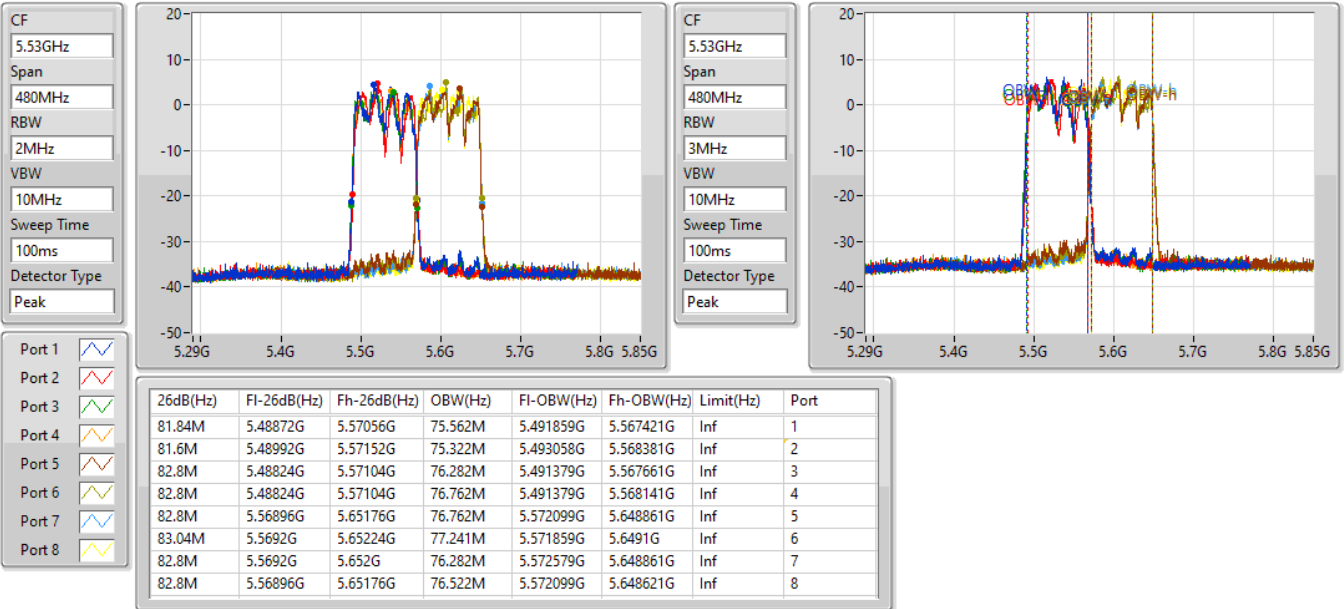 CF
5.53GHz
Span
480MHz
RBW
2MHz
VBW
10MHz
Sweep Time
100ms
Detector Type
Peak
20
10
0
-10
-20
-30
-40
-50
5.29G 5.4G 5.5G 5.6G 5.7G 5.8G 5.85G
CF
5.53GHz
Span
480MHz
RBW
3MHz
VBW
10MHz
Sweep Time
100ms
Detector Type
Peak
20
10
0
-10
-20
-30
-40
-50
5.29G 5.4G 5.5G 5.6G 5.7G 5.8G 5.85G
Port 1
Port 2
Port 3
Port 4
Port 5
Port 6
Port 7
Port 8
26dB(Hz) Fl-26dB(Hz) Fh-26dB(Hz) OBW(Hz) Fl-OBW(Hz) Fh-OBW(Hz) Limit(Hz) Port
81.84M 5.48872G 5.57056G 75.562M 5.491859G 5.567421G Inf 1
81.6M 5.48992G 5.57152G 75.322M 5.493058G 5.568381G Inf 2
82.8M 5.48824G 5.57104G 76.282M 5.491379G 5.567661G Inf 3
82.8M 5.48824G 5.57104G 76.762M 5.491379G 5.568141G Inf 4
82.8M 5.56896G 5.65176G 76.762M 5.572099G 5.648861G Inf 5
83.04M 5.5692G 5.65224G 77.241M 5.571859G 5.6491G Inf 6
82.8M 5.5692G 5.652G 76.282M 5.572579G 5.648861G Inf 7
82.8M 5.56896G 5.65176G 76.522M 5.572099G 5.648621G Inf 8